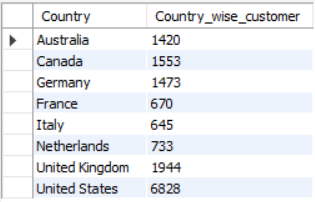 Country Country_wise_customer
Australia 1420
Canada 1553
Germany 1473
France 670
Italy 645
Netherlands 733
United Kingdom 1944
United States 6828